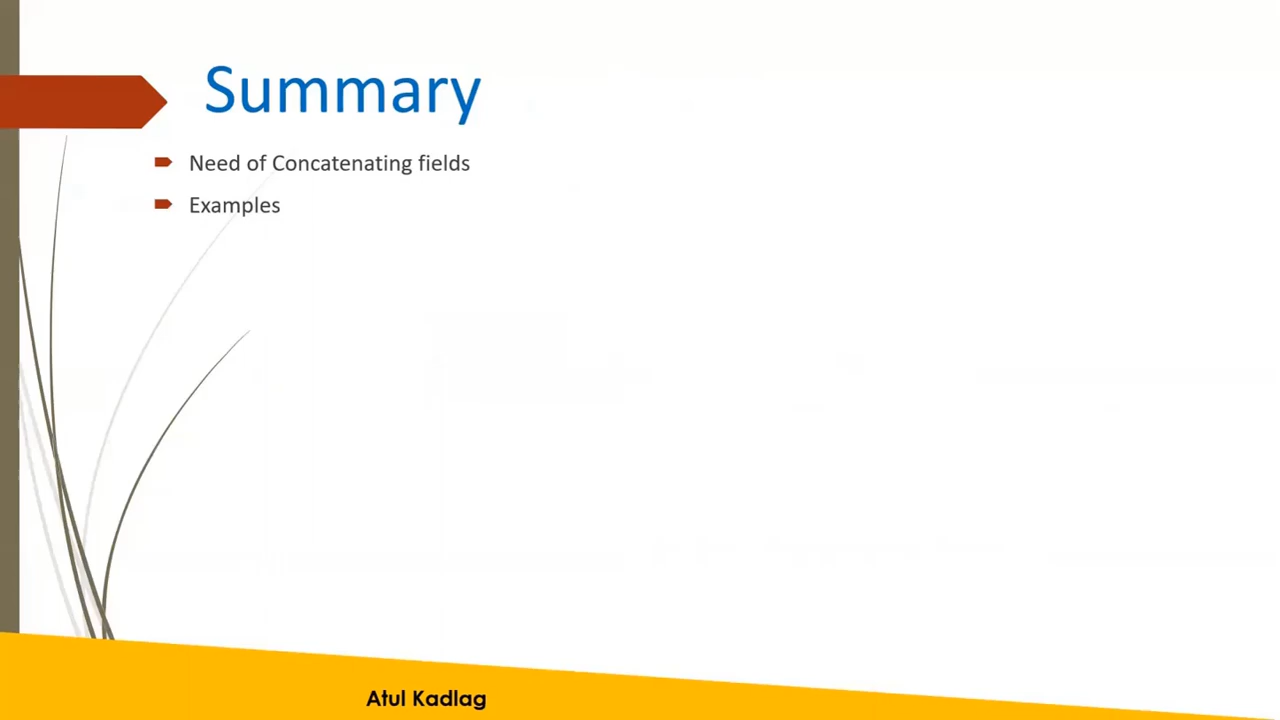 Summary
Need of Concatenating fields
Examples
Atul Kadlag